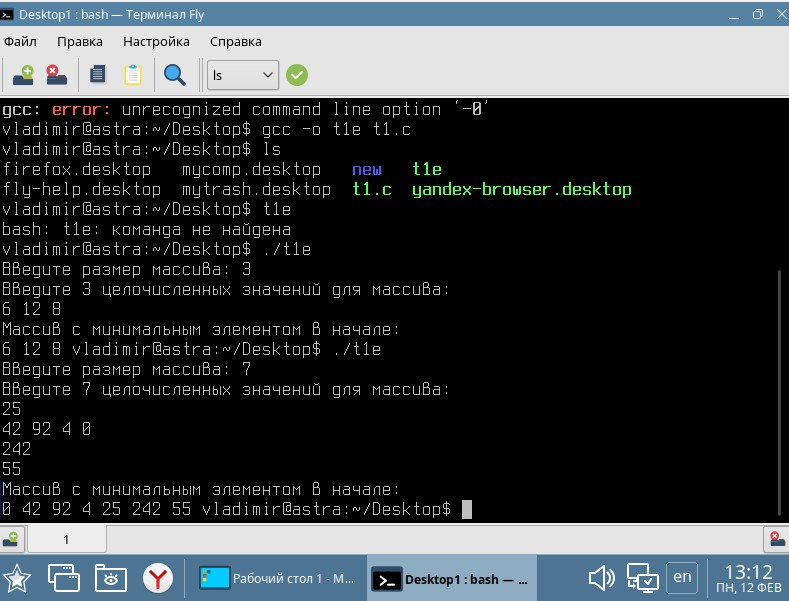 Desktop1 : bash — Терминал Fly
Файл Правка Настройка Справка
ls
gcc: error: unrecognized command line option ‘-0’
vladimir@astra:~/Desktop$ gcc -o t1e t1.c
vladimir@astra:~/Desktop$ ls
firefox.desktop mycomp.desktop new t1e
fly-help.desktop mytrash.desktop t1.c yandex-browser.desktop
vladimir@astra:~/Desktop$ t1e
bash: t1e: команда не найдена
vladimir@astra:~/Desktop$ ./t1e
Введите размер массива: 3
Введите 3 целочисленных значений для массива:
6 12 8
Массив с минимальным элементом в начале:
6 12 8 vladimir@astra:~/Desktop$ ./t1e
Введите размер массива: 7
Введите 7 целочисленных значений для массива:
25
42 92 4 0
242
55
Массив с минимальным элементом в начале:
0 42 92 4 25 242 55 vladimir@astra:~/Desktop$
1
Рабочий стол 1 - M...
Desktop1 : bash — ...
en
13:12
ПН, 12 ФЕВ